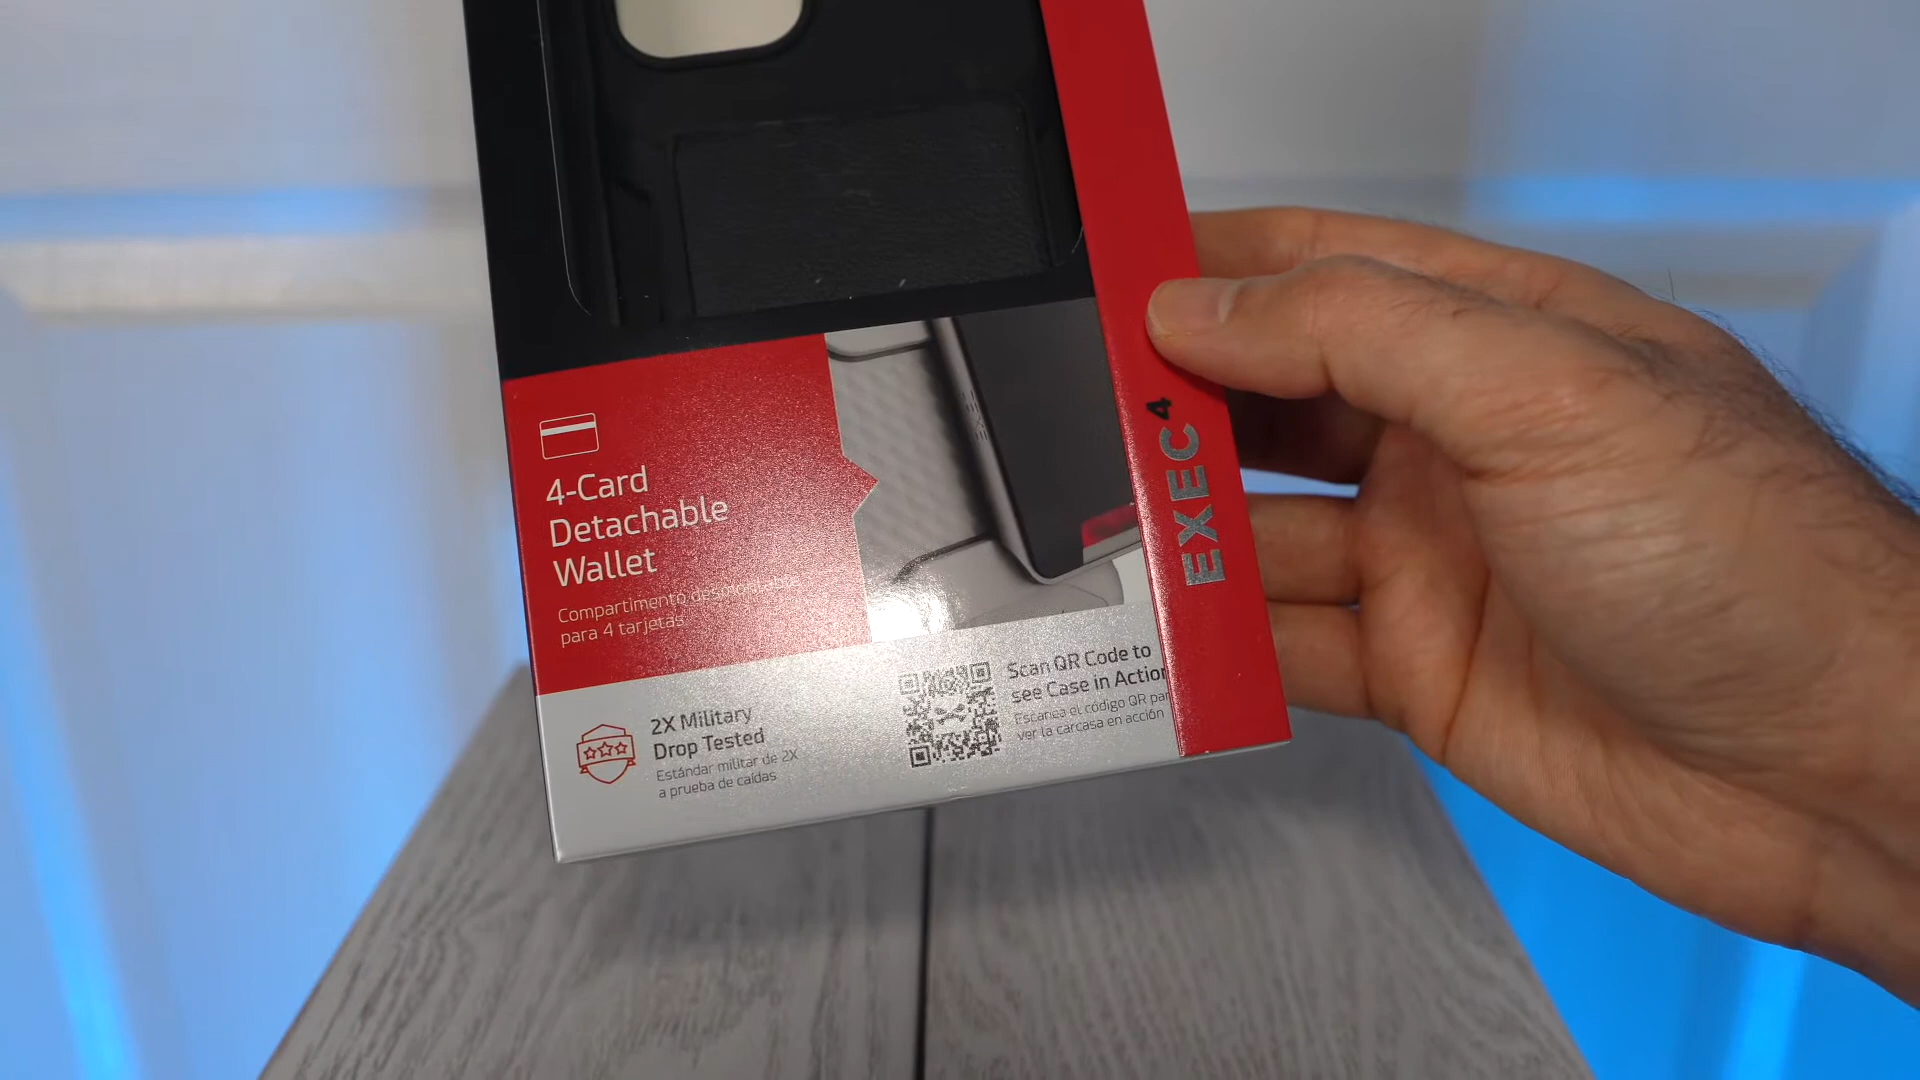 4-Card
Detachable
Wallet
Compartimento desmontable
para 4 tarjetas
EXEC4
2X Military
Drop Tested
Estándar militar de 2X
a prueba de caídas
Scan QR Code to
see Case in Action
Escanea el código QR par
ver la carcasa en acción